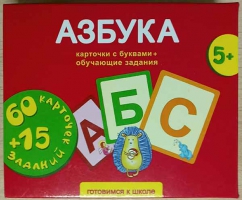 АЗБУКА
карточки с буквами+
обучающие задания
5+
60 карточек
+15 заданий
А Б С
готовимся к школе